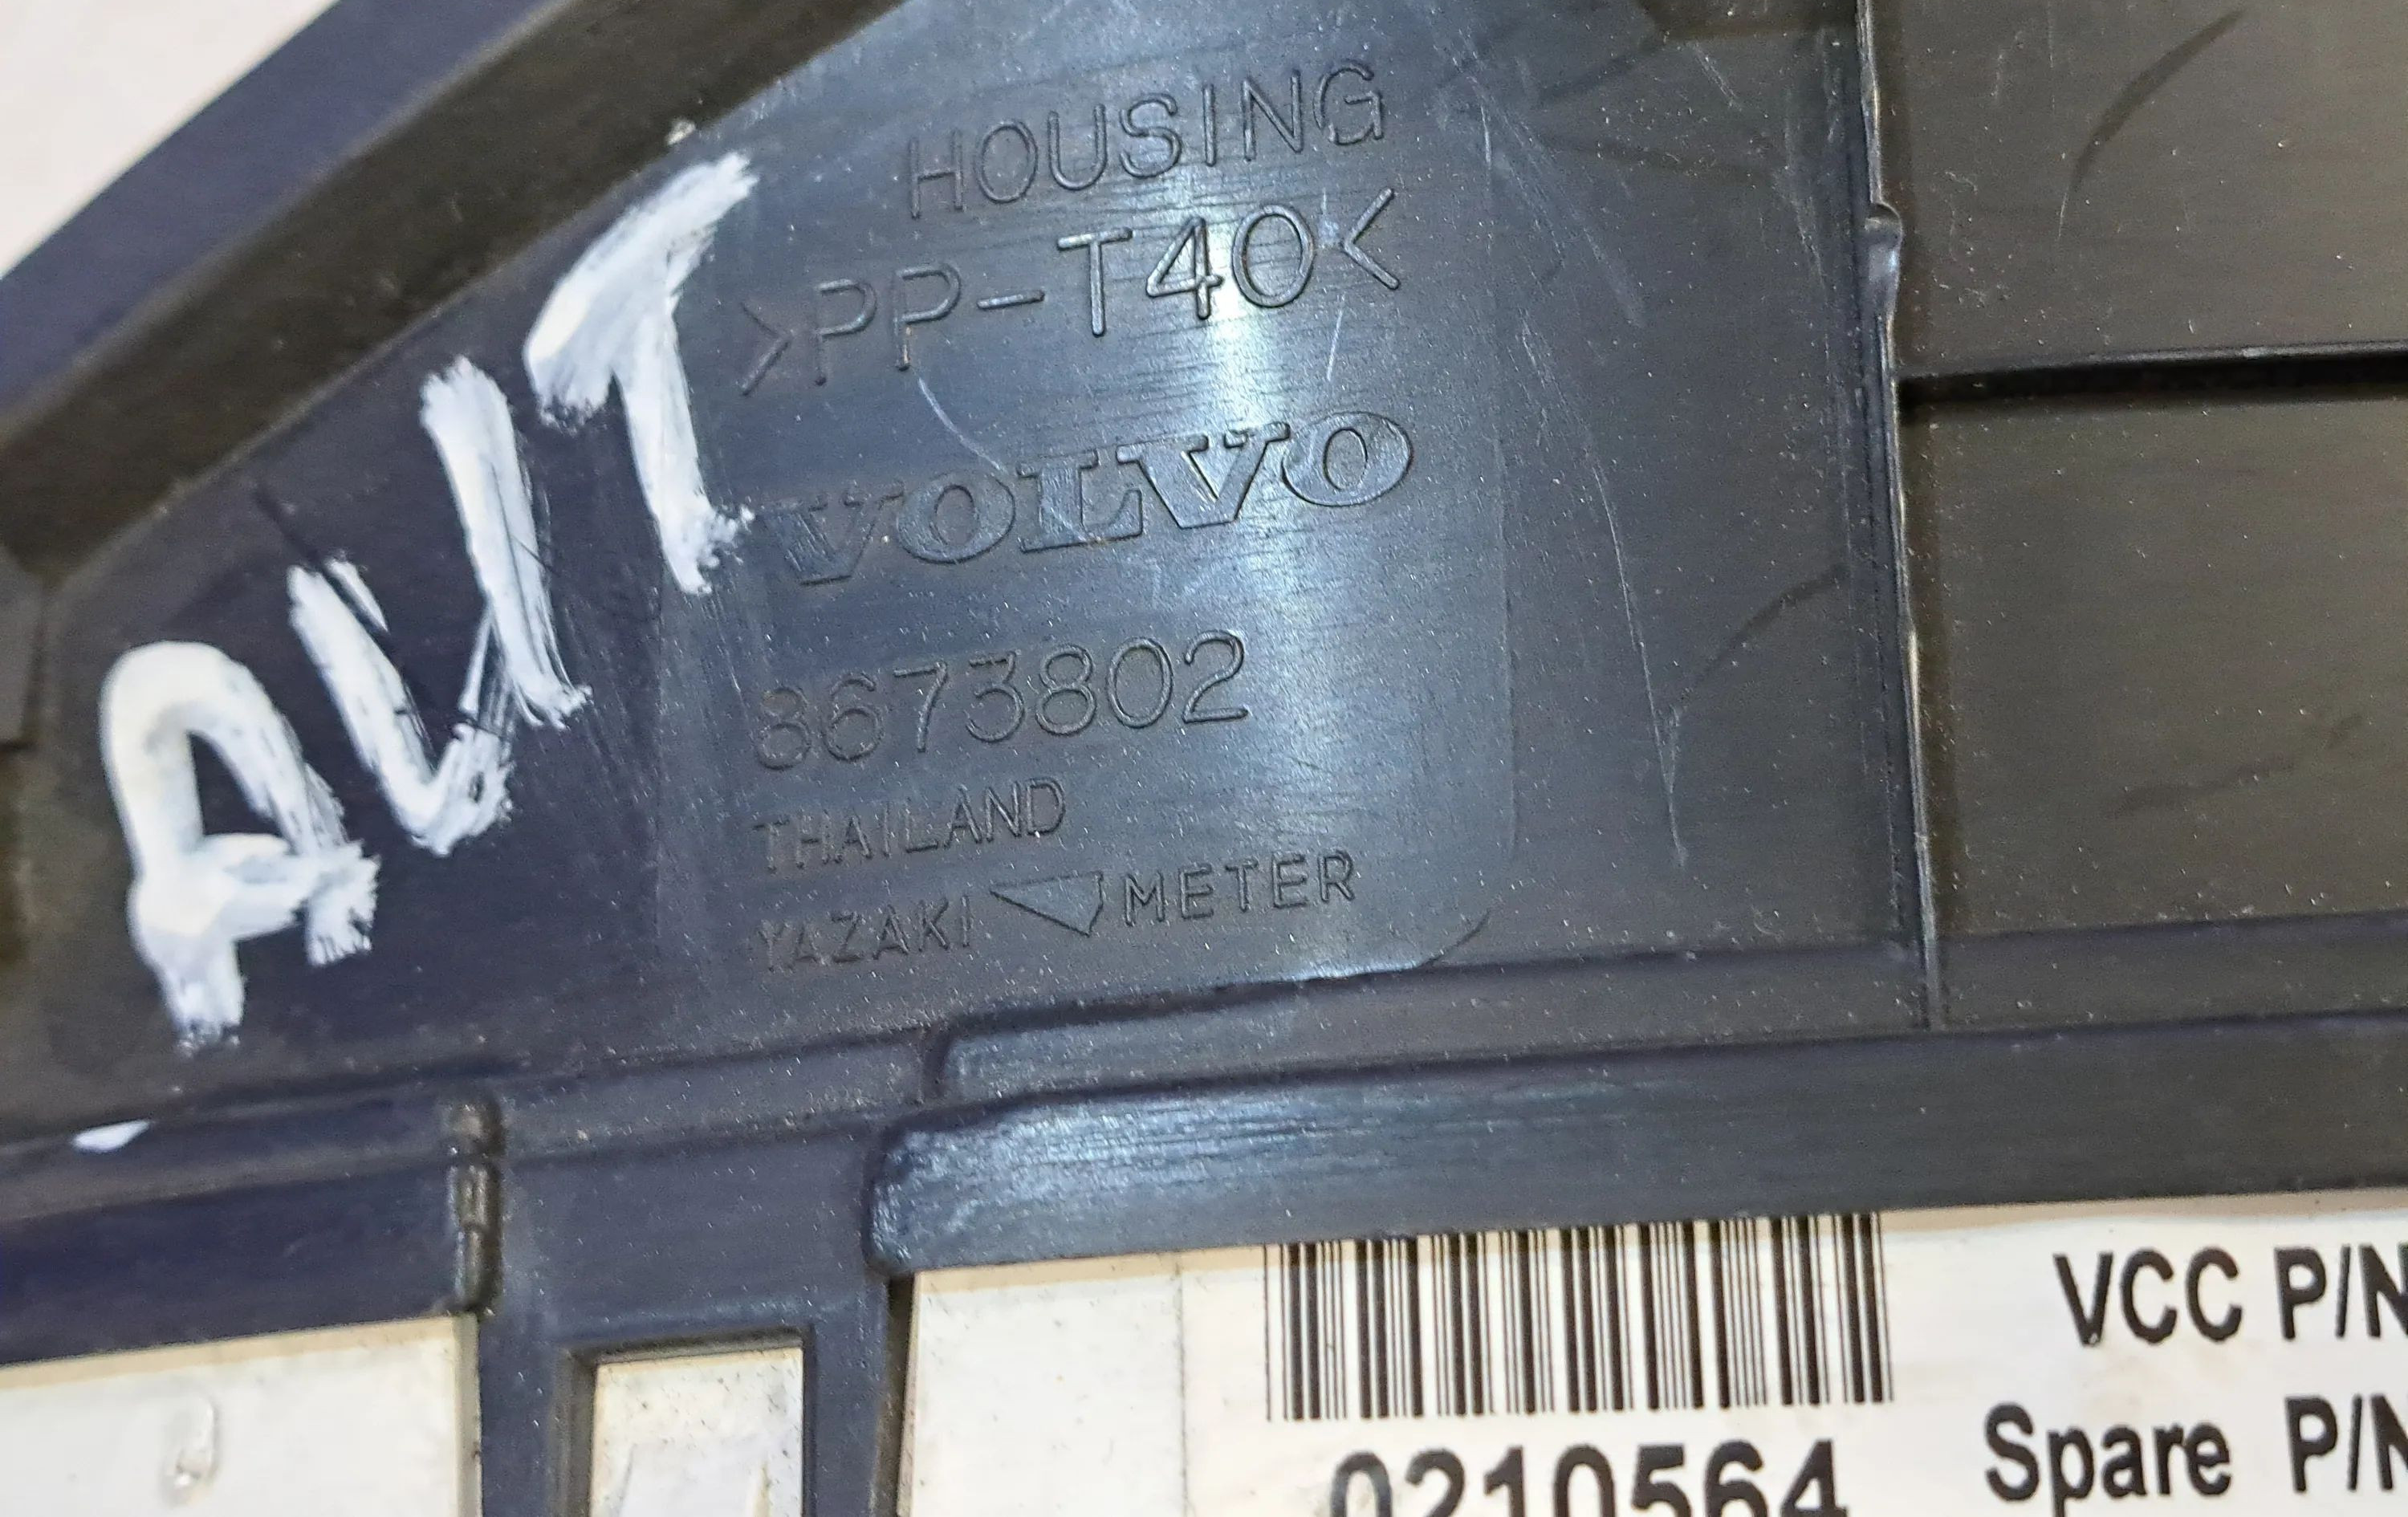 HOUSING
>PP-T40<
VOLVO
8673802
THAILAND
YAZAKI METER
AUT
VCC P/N
0210564
Spare P/N